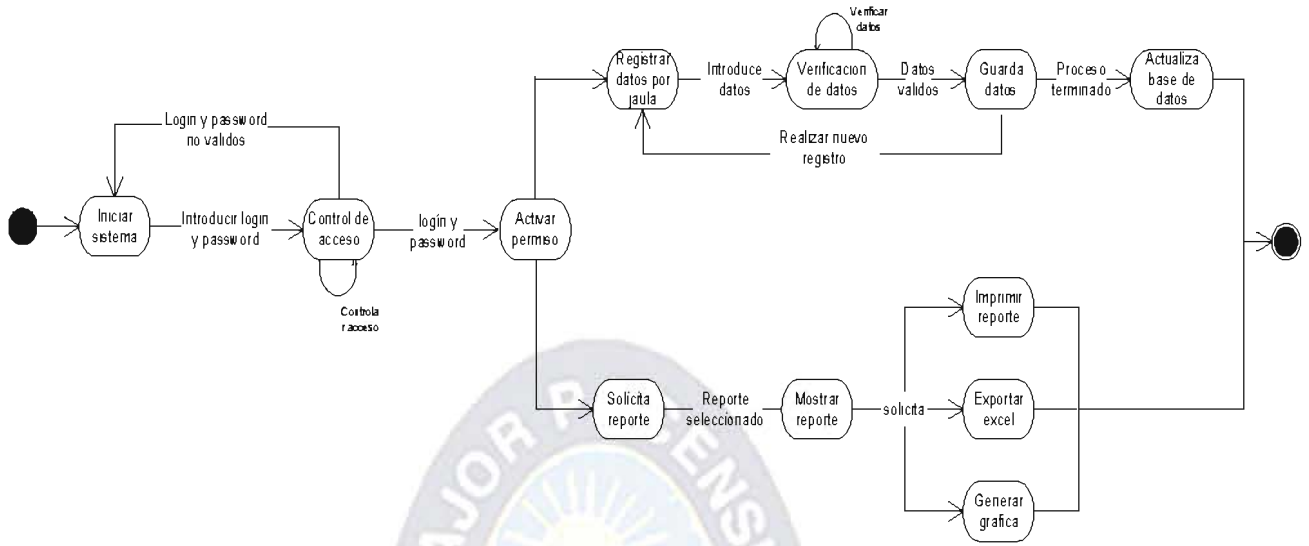 Verificar
datos
Registrar
datos por
jaula
Introduce
datos
Verificacion
de datos
Datos
validos
Guarda
datos
Proceso
terminado
Actualiza
base de
datos
Realizar nuevo
registro
Login y password
no validos
Iniciar
sistema
Introducir login
y password
Control de
acceso
login y
password
Activar
permiso
Controla
r acceso
Imprimir
reporte
Solicita
reporte
Reporte
seleccionado
Mostrar
reporte
solicita
Exportar
excel
Generar
grafica